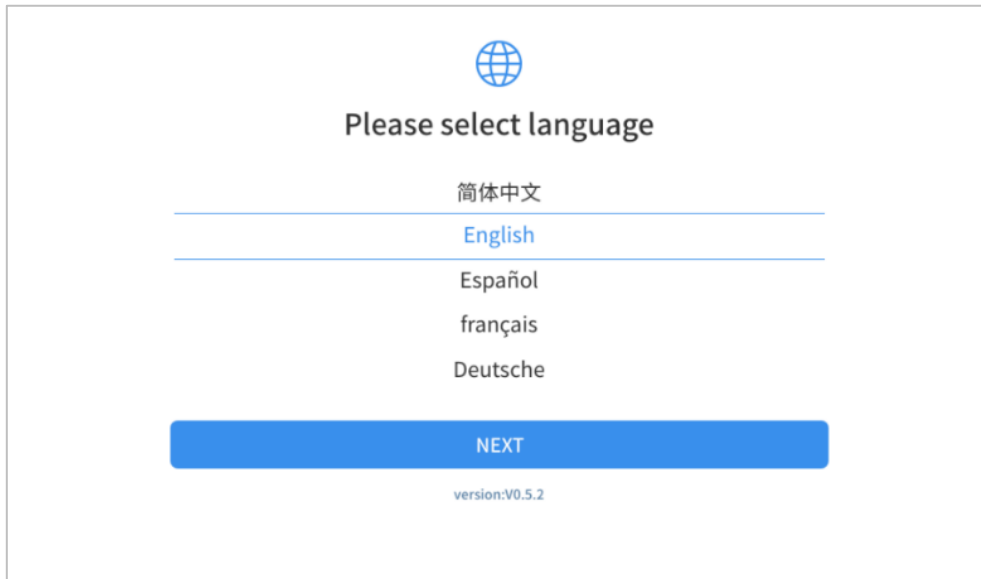 Please select language
简体中文
English
Español
français
Deutsche
NEXT
version:V0.5.2